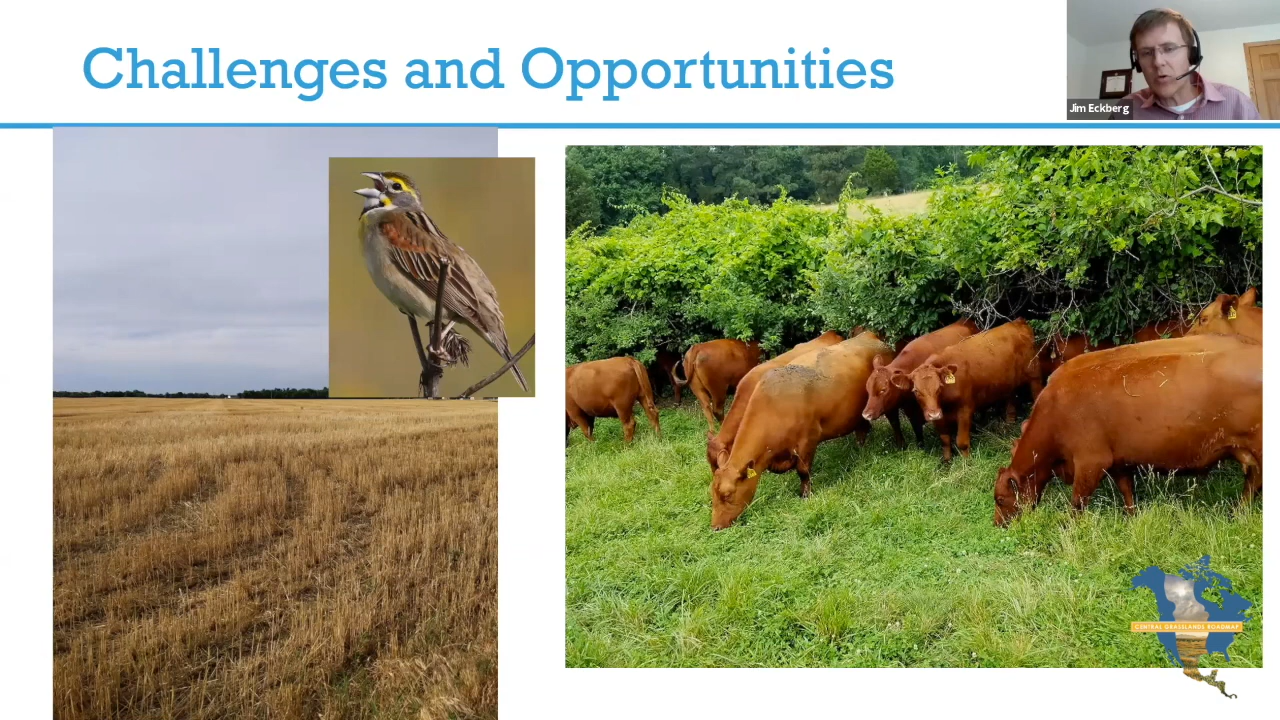 Challenges and Opportunities
Jim Eckberg
CENTRAL GRASSLANDS ROADMAP